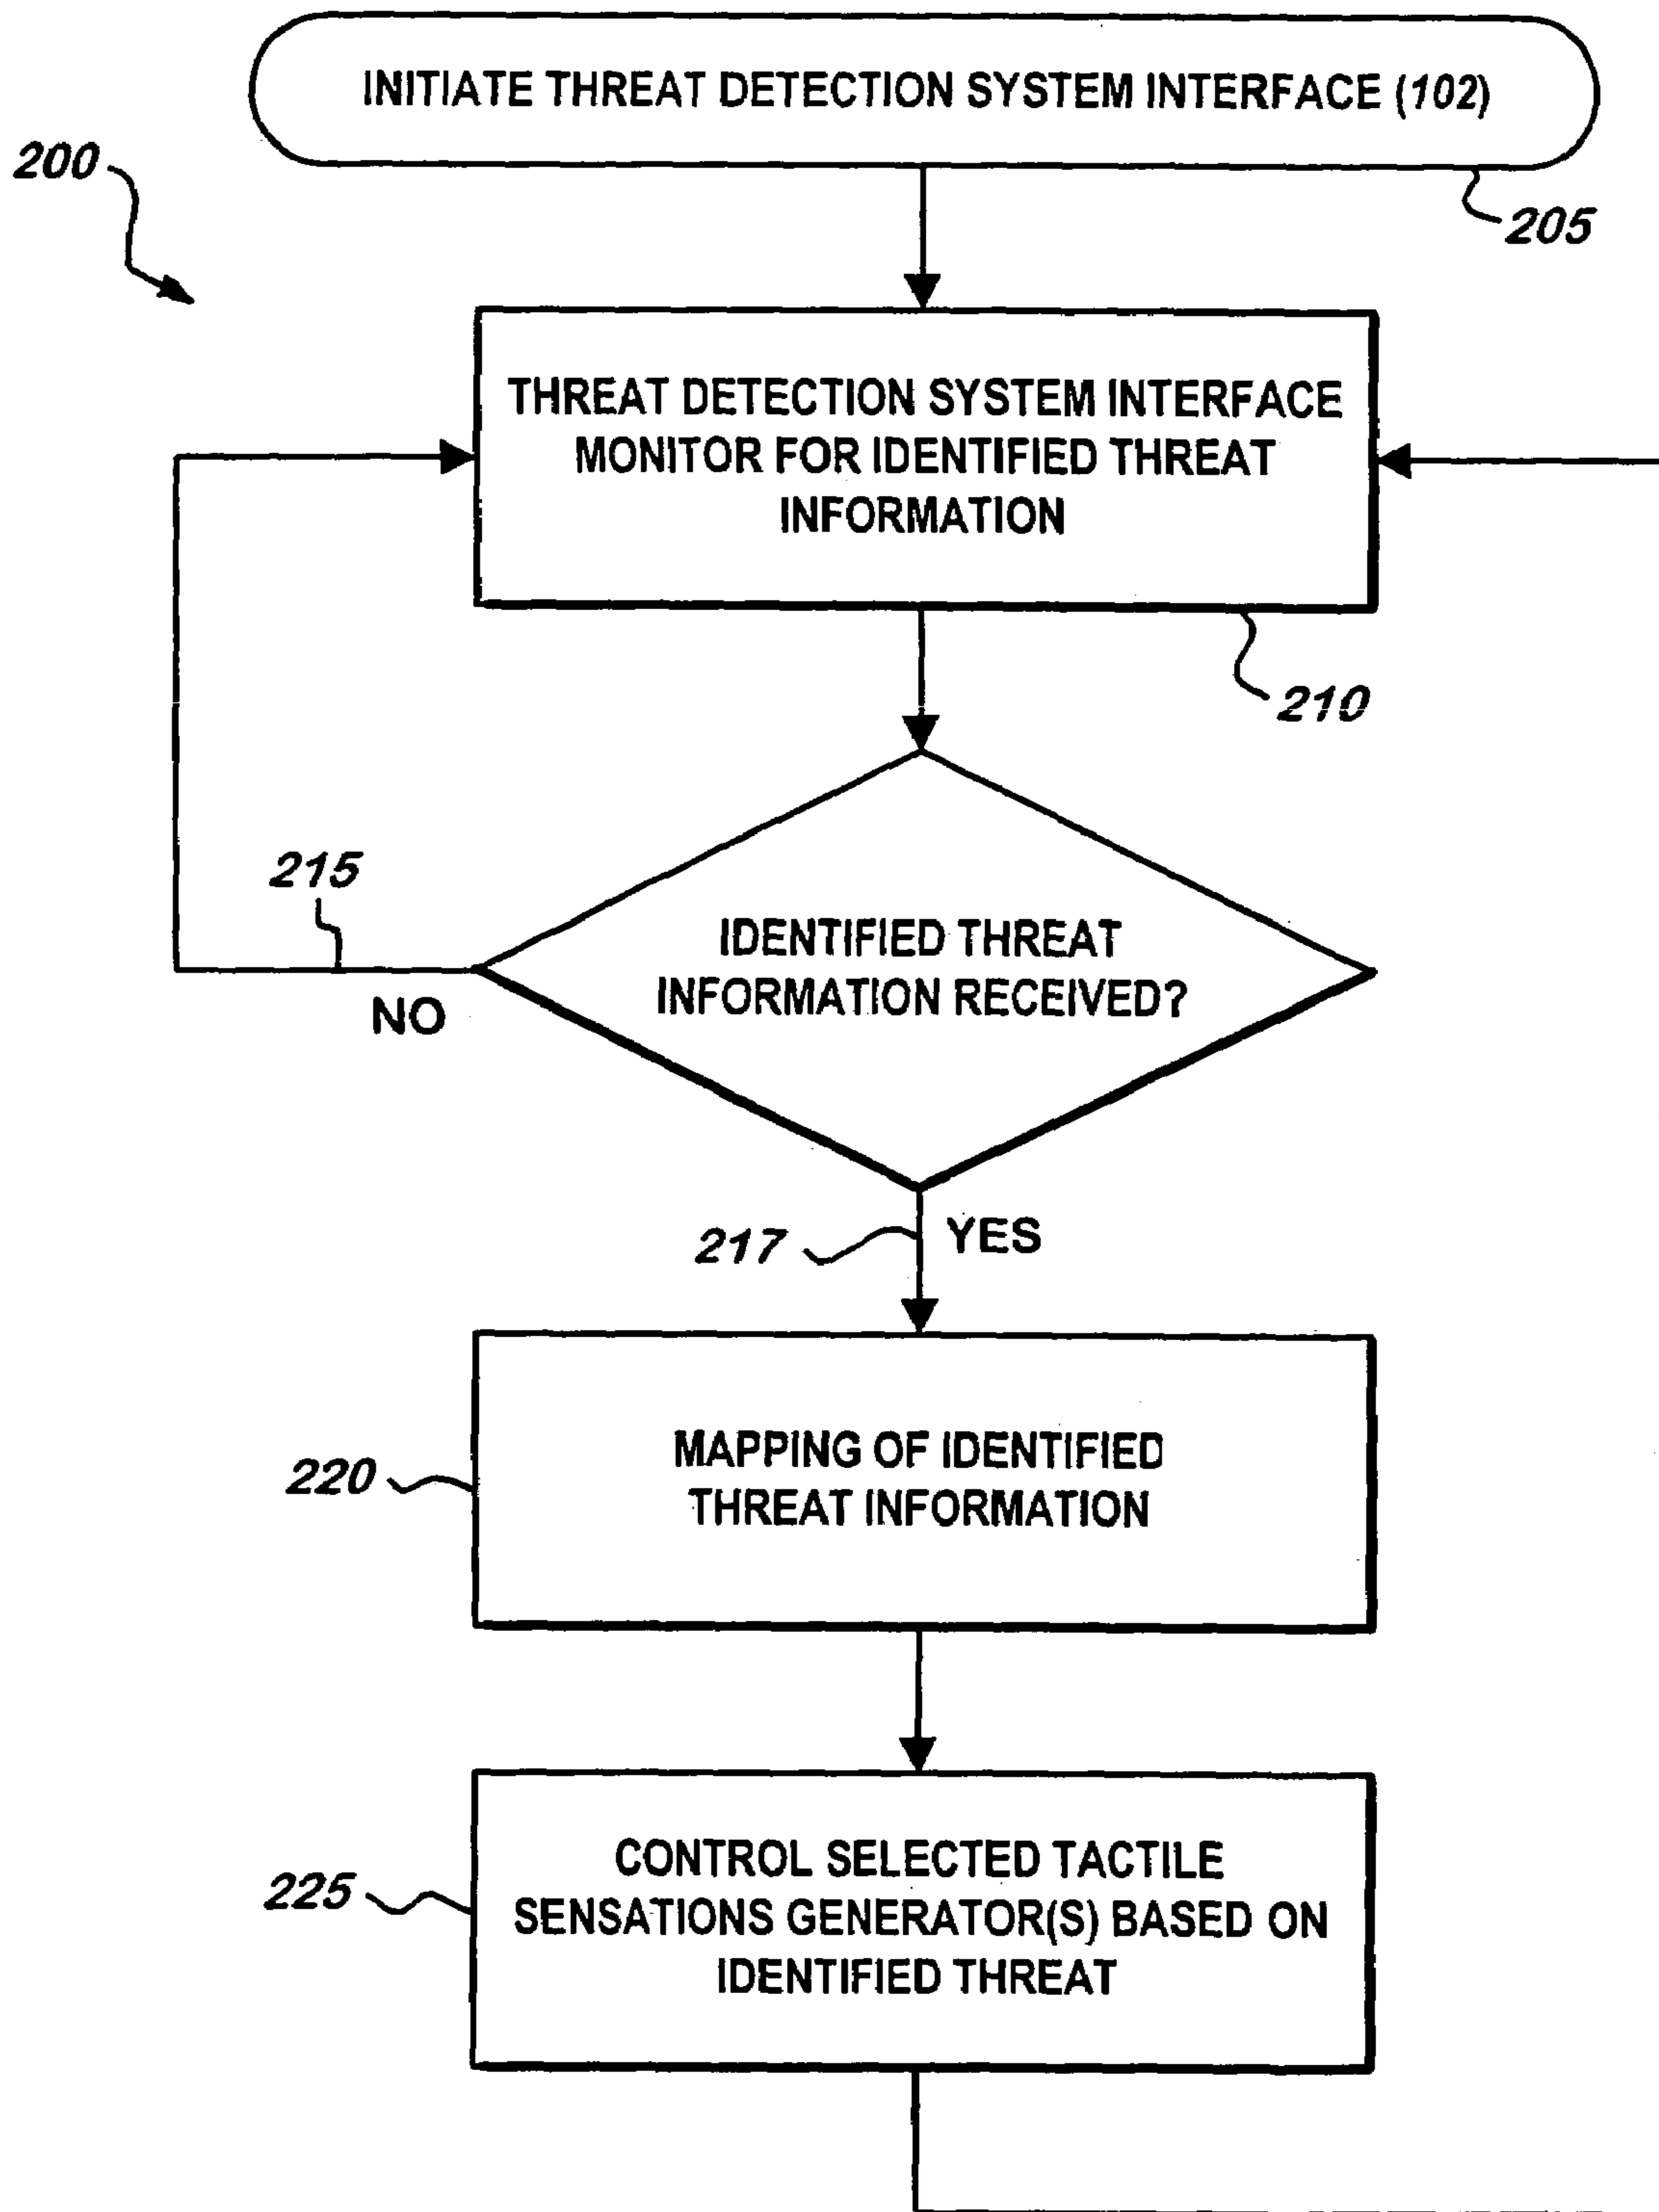 INITIATE THREAT DETECTION SYSTEM INTERFACE (102)
200
205
THREAT DETECTION SYSTEM INTERFACE
MONITOR FOR IDENTIFIED THREAT
INFORMATION
210
215
IDENTIFIED THREAT
INFORMATION RECEIVED?
NO
217
YES
MAPPING OF IDENTIFIED
THREAT INFORMATION
220
CONTROL SELECTED TACTILE
SENSATIONS GENERATOR(S) BASED ON
IDENTIFIED THREAT
225